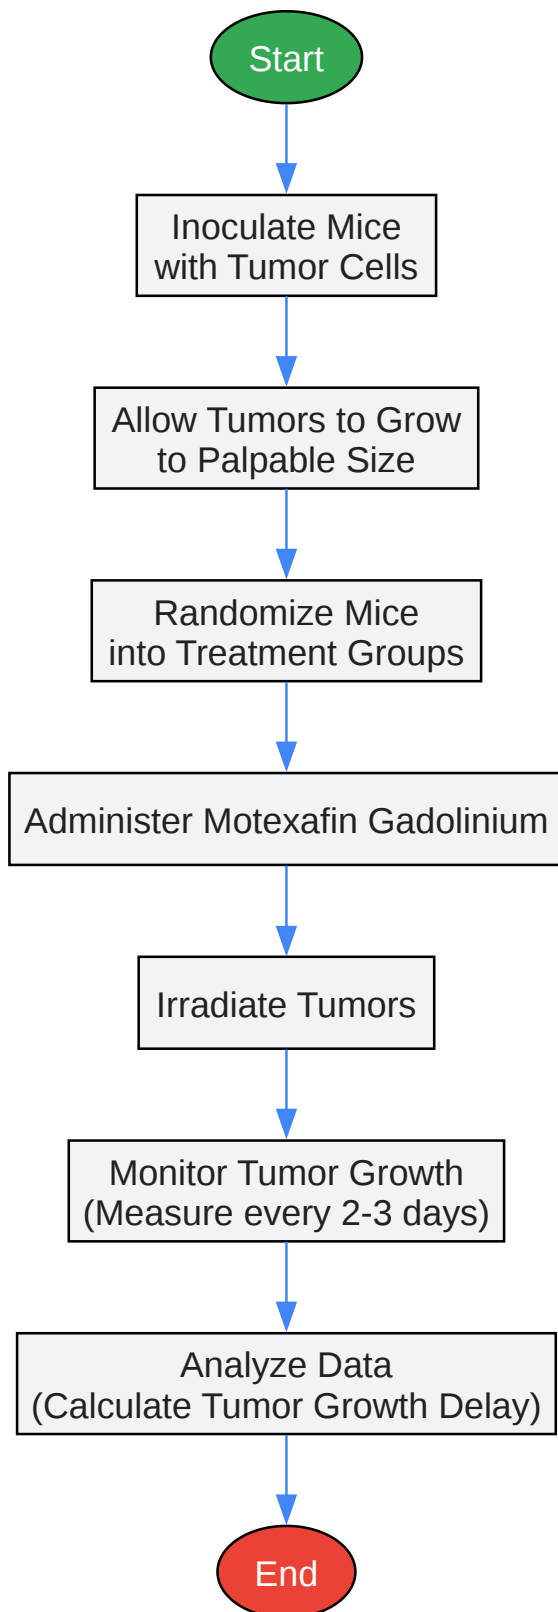 Start
Inoculate Mice
with Tumor Cells
Allow Tumors to Grow
to Palpable Size
Randomize Mice
into Treatment Groups
Administer Motexafin Gadolinium
Irradiate Tumors
Monitor Tumor Growth
(Measure every 2-3 days)
Analyze Data
(Calculate Tumor Growth Delay)
End